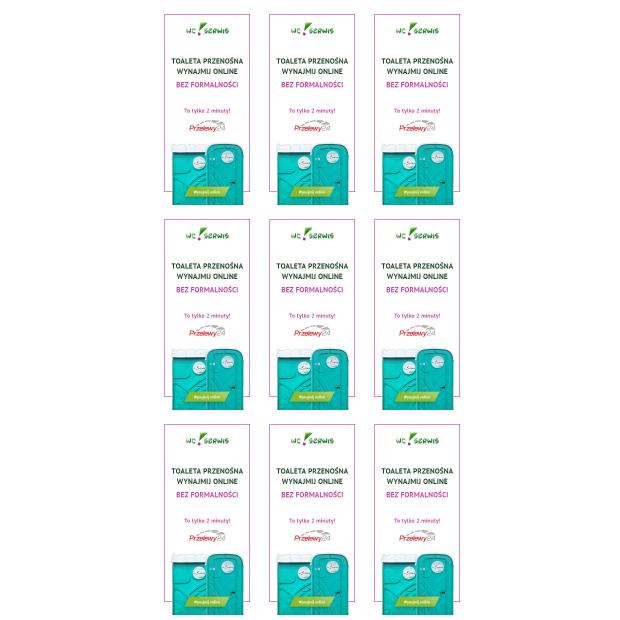 WC SERWIS WC SERWIS WC SERWIS
TOALETA PRZENOŚNA TOALETA PRZENOŚNA TOALETA PRZENOŚNA
WYNAJMIJ ONLINE WYNAJMIJ ONLINE WYNAJMIJ ONLINE
BEZ FORMALNOŚCI BEZ FORMALNOŚCI BEZ FORMALNOŚCI
To tylko 2 minuty! To tylko 2 minuty! To tylko 2 minuty!
Przelewy24 Przelewy24 Przelewy24
Wynajmij online Wynajmij online Wynajmij online
WC SERWIS WC SERWIS WC SERWIS
TOALETA PRZENOŚNA TOALETA PRZENOŚNA TOALETA PRZENOŚNA
WYNAJMIJ ONLINE WYNAJMIJ ONLINE WYNAJMIJ ONLINE
BEZ FORMALNOŚCI BEZ FORMALNOŚCI BEZ FORMALNOŚCI
To tylko 2 minuty! To tylko 2 minuty! To tylko 2 minuty!
Przelewy24 Przelewy24 Przelewy24
Wynajmij online Wynajmij online Wynajmij online
WC SERWIS WC SERWIS WC SERWIS
TOALETA PRZENOŚNA TOALETA PRZENOŚNA TOALETA PRZENOŚNA
WYNAJMIJ ONLINE WYNAJMIJ ONLINE WYNAJMIJ ONLINE
BEZ FORMALNOŚCI BEZ FORMALNOŚCI BEZ FORMALNOŚCI
To tylko 2 minuty! To tylko 2 minuty! To tylko 2 minuty!
Przelewy24 Przelewy24 Przelewy24
Wynajmij online Wynajmij online Wynajmij online